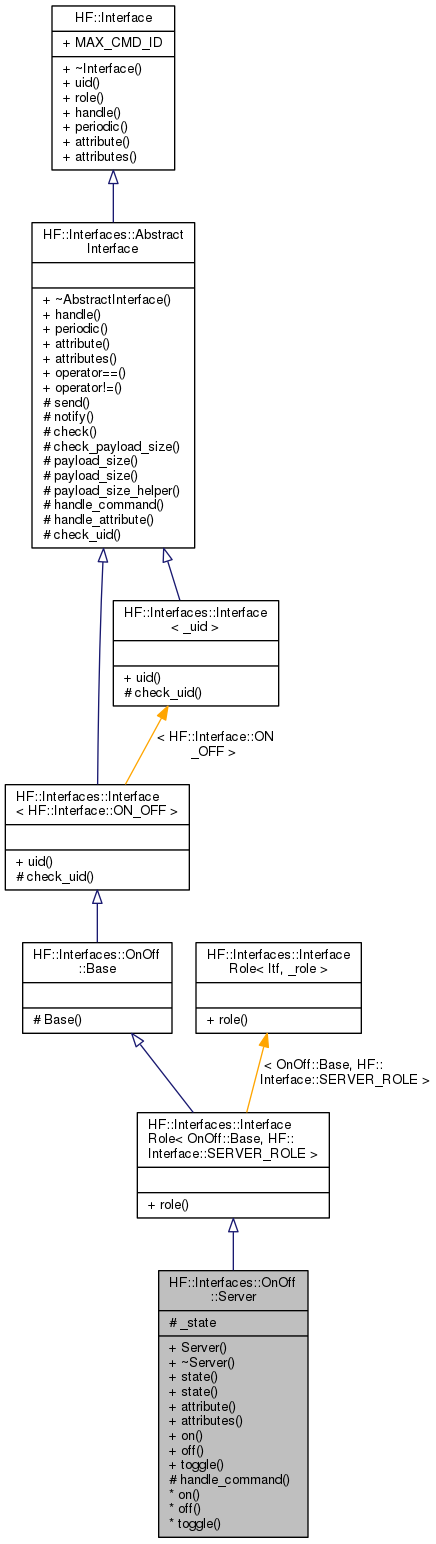 HF::Interface
+ MAX_CMD_ID
+ ~Interface()
+ uid()
+ role()
+ handle()
+ periodic()
+ attribute()
+ attributes()
HF::Interfaces::Abstract
Interface
+ ~AbstractInterface()
+ handle()
+ periodic()
+ attribute()
+ attributes()
+ operator==()
+ operator!=()
# send()
# notify()
# check()
# check_payload_size()
# payload_size()
# payload_size()
# payload_size_helper()
# handle_command()
# handle_attribute()
# check_uid()
HF::Interfaces::Interface
< _uid >
+ uid()
# check_uid()
< HF::Interface::ON
_OFF >
HF::Interfaces::Interface
< HF::Interface::ON_OFF >
+ uid()
# check_uid()
HF::Interfaces::OnOff
::Base
# Base()
HF::Interfaces::Interface
Role< Itf, _role >
+ role()
< OnOff::Base, HF::
Interface::SERVER_ROLE >
HF::Interfaces::Interface
Role< OnOff::Base, HF::
Interface::SERVER_ROLE >
+ role()
HF::Interfaces::OnOff
::Server
# _state
+ Server()
+ ~Server()
+ state()
+ state()
+ attribute()
+ attributes()
+ on()
+ off()
+ toggle()
# handle_command()
* on()
* off()
* toggle()